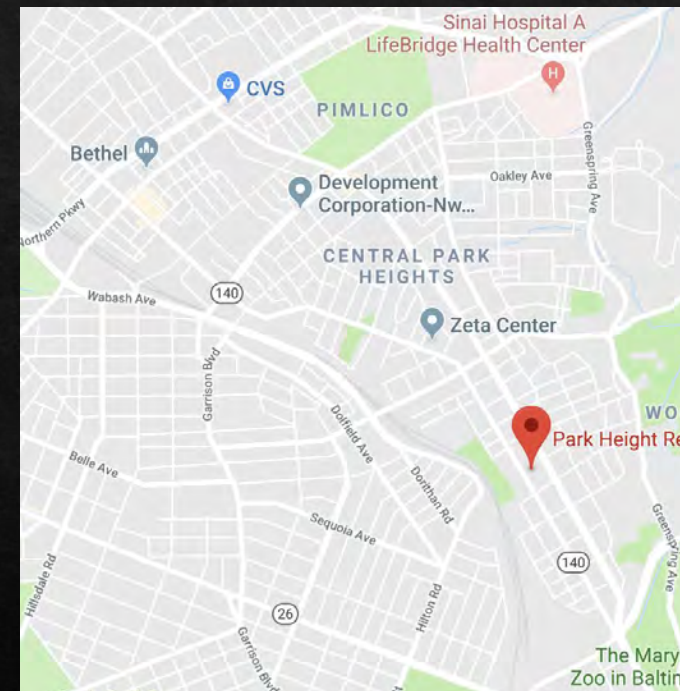 Sinai Hospital A
LifeBridge Health Center
H
CVS
PIMLICO
Greenspring Ave
Bethel
Oakley Ave
Development
Corporation-Nw...
Northern Pkwy
CENTRAL PARK
HEIGHTS
140
Wabash Ave
Zeta Center
Garrison Blvd
Dolfield Ave
WO
Park Height Re
Belle Ave
Dorithan Rd
Sequoia Ave
Greenspring Ave
140
Hillsdale Rd
Hilton Rd
26
Garrison Blvd
The Mary
Zoo in Baltin